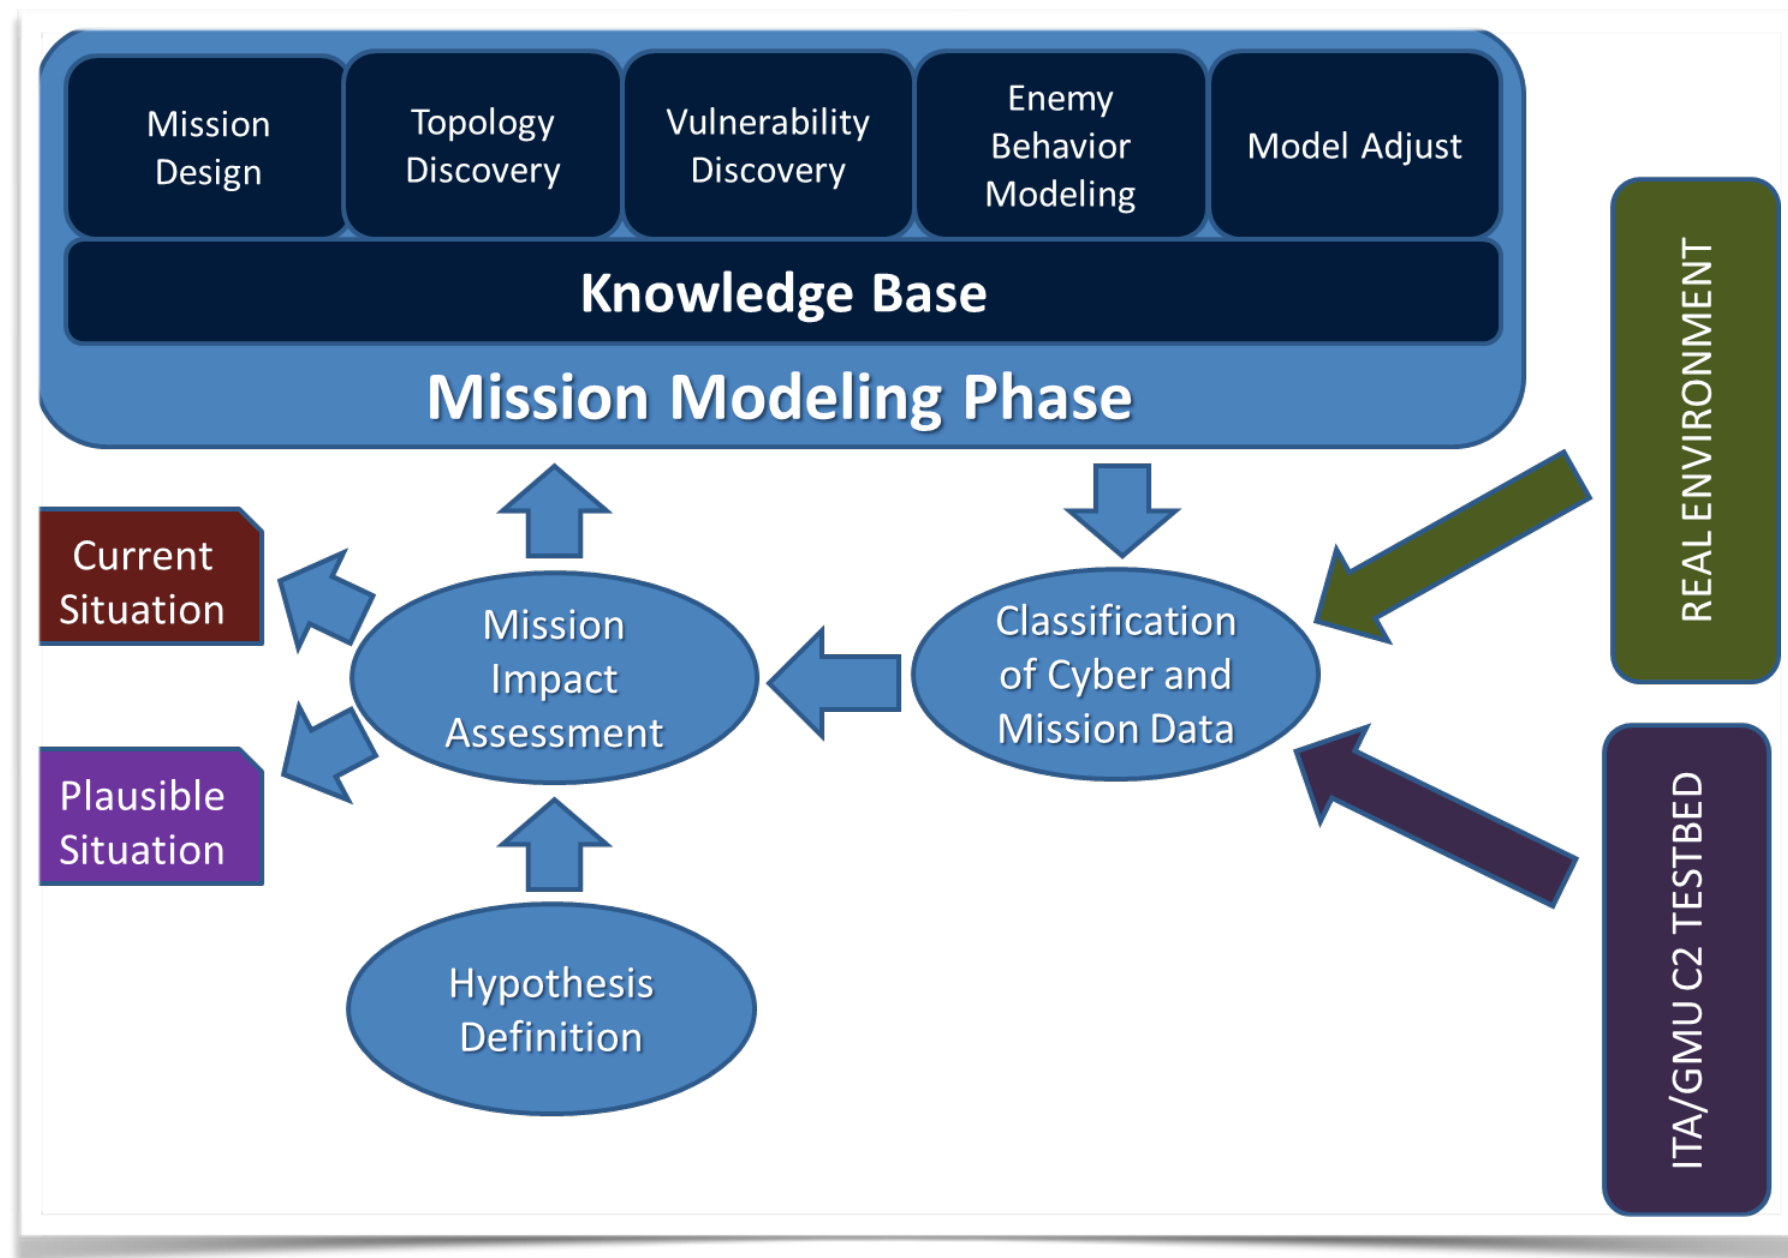 Mission
Design
Topology
Discovery
Vulnerability
Discovery
Enemy
Behavior
Modeling
Model Adjust
Knowledge Base
Mission Modeling Phase
REAL ENVIRONMENT
Current
Situation
Mission
Impact
Assessment
Classification
of Cyber and
Mission Data
Plausible
Situation
ITA/GMU C2 TESTBED
Hypothesis
Definition